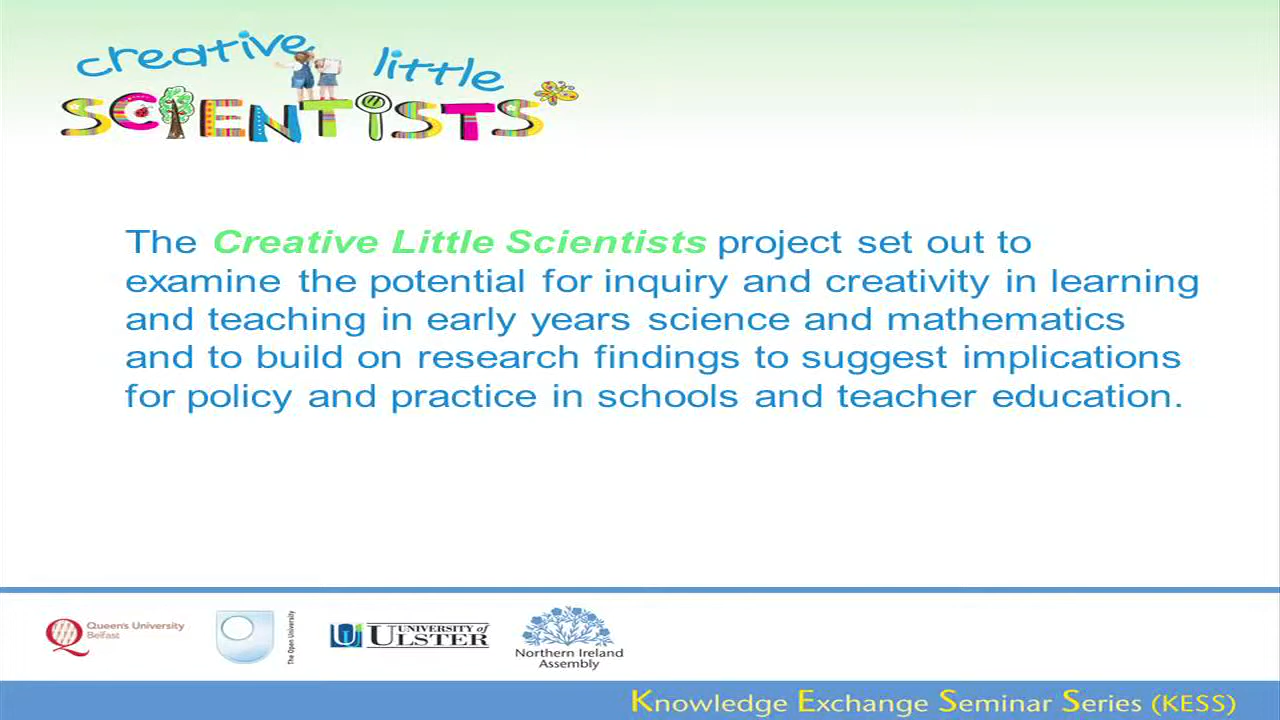 creative little
SCIENTISTS
The Creative Little Scientists project set out to
examine the potential for inquiry and creativity in learning
and teaching in early years science and mathematics
and to build on research findings to suggest implications
for policy and practice in schools and teacher education.
Queen's University
Belfast
The Open University
UNIVERSITY of
ULSTER
Northern Ireland
Assembly
Knowledge Exchange Seminar Series (KESS)